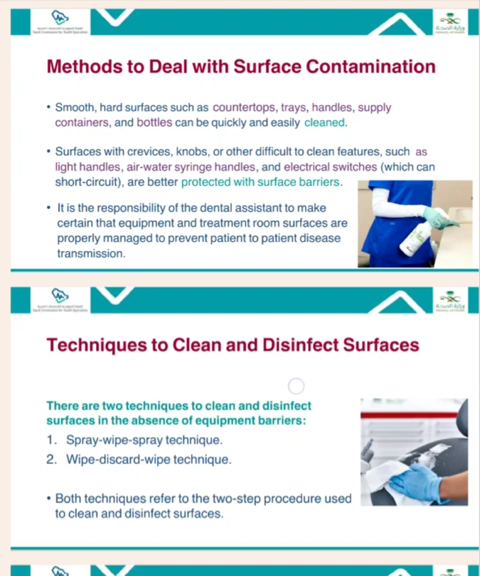 Methods to Deal with Surface Contamination
• Smooth, hard surfaces such as countertops, trays, handles, supply
containers, and bottles can be quickly and easily cleaned.
• Surfaces with crevices, knobs, or other difficult to clean features, such as
light handles, air-water syringe handles, and electrical switches (which can
short-circuit), are better protected with surface barriers.
• It is the responsibility of the dental assistant to make
certain that equipment and treatment room surfaces are
properly managed to prevent patient to patient disease
transmission.
وزارة الصحة
Techniques to Clean and Disinfect Surfaces
There are two techniques to clean and disinfect
surfaces in the absence of equipment barriers:
1. Spray-wipe-spray technique.
2. Wipe-discard-wipe technique.
• Both techniques refer to the two-step procedure used
to clean and disinfect surfaces.